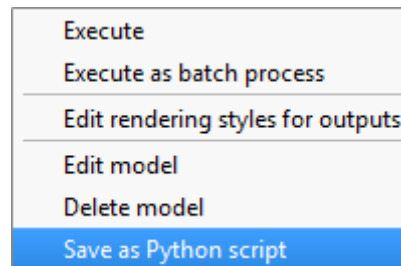 Execute
Execute as batch process
Edit rendering styles for outputs
Edit model
Delete model
Save as Python script